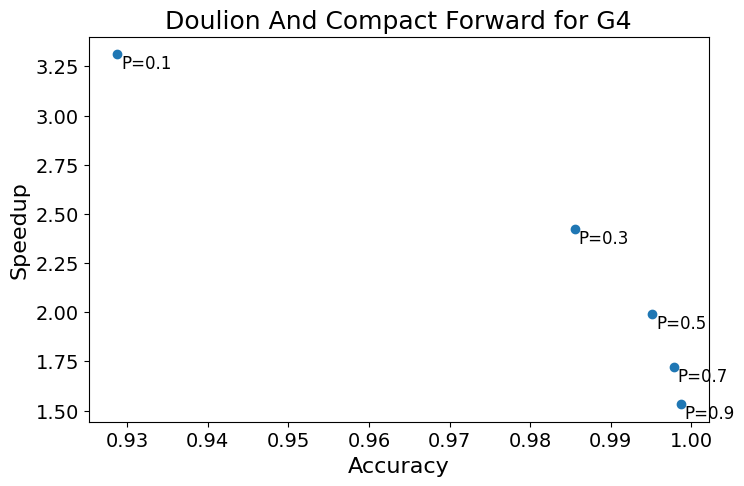 Doulion And Compact Forward for G4
3.25
3.00
2.75
2.50
2.25
2.00
1.75
1.50
Speedup
P=0.1
P=0.3
P=0.5
P=0.7
P=0.9
0.93 0.94 0.95 0.96 0.97 0.98 0.99 1.00
Accuracy